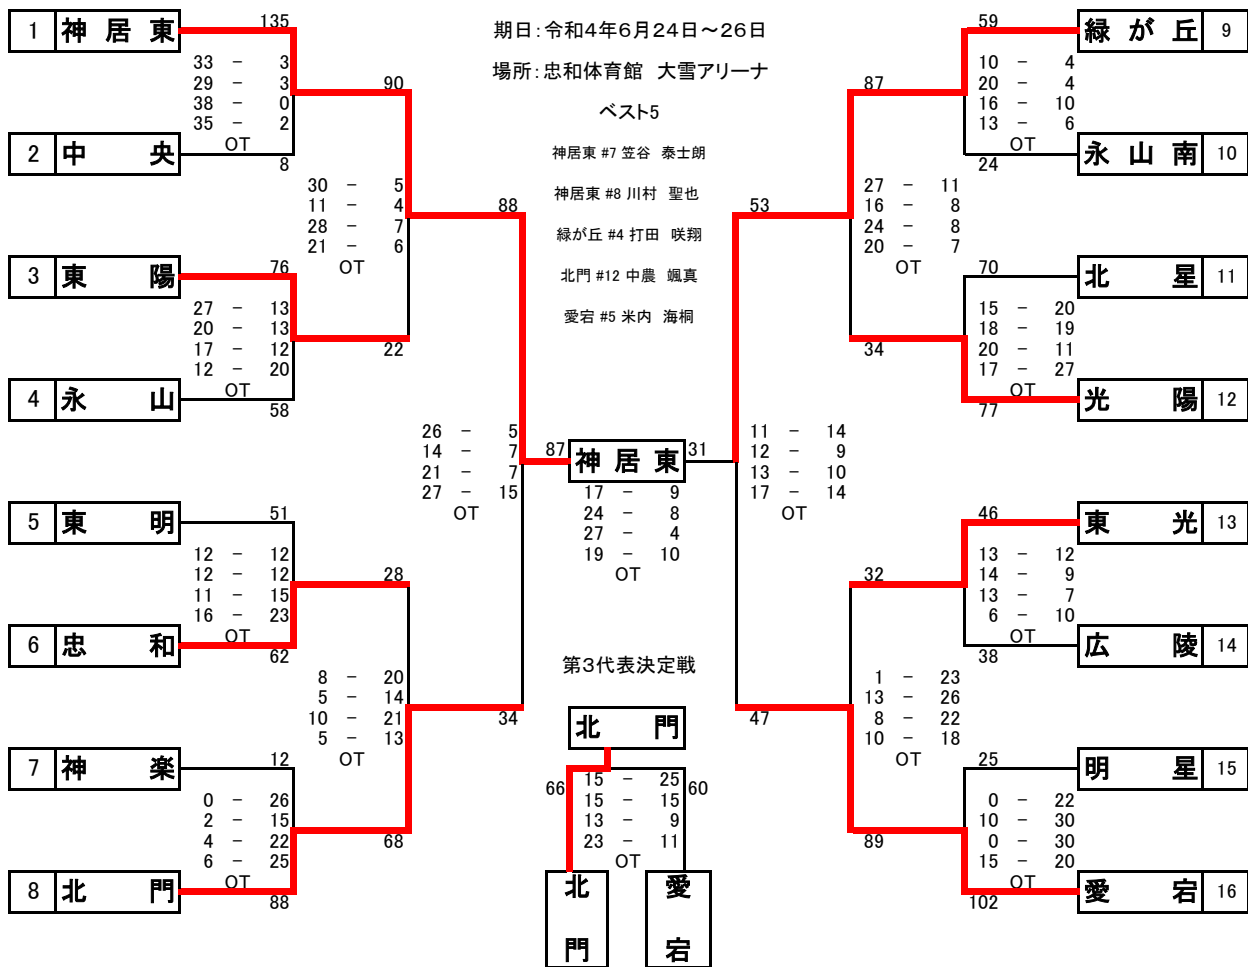 期日:令和4年6月24日～26日
場所:忠和体育館 大雪アリーナ
ベスト5
神居東 #7 笠谷 泰士朗
神居東 #8 川村 聖也
緑が丘 #4 打田 咲翔
北門 #12 中農 颯真
愛宕 #5 米内 海桐
1 神居東
135
33 - 3
29 - 3
38 - 0
35 - 2
OT
8
2 中央
90
30 - 5
11 - 4
28 - 7
21 - 6
OT
22
3 東陽
76
27 - 13
20 - 13
17 - 12
12 - 20
OT
58
4 永山
88
26 - 5
14 - 7
21 - 7
27 - 15
OT
34
5 東明
51
12 - 12
12 - 12
11 - 15
16 - 23
OT
62
6 忠和
28
8 - 20
5 - 14
10 - 21
5 - 13
OT
68
7 神楽
12
0 - 26
2 - 15
4 - 22
6 - 25
OT
88
8 北門
87 神居東 31
17 - 9
24 - 8
27 - 4
19 - 10
OT
第3代表決定戦
北門
66
15 - 25
15 - 15
13 - 9
23 - 11
OT
60
北門
愛宕
59
緑が丘 9
10 - 4
20 - 4
16 - 10
13 - 6
OT
24
永山南 10
87
27 - 11
16 - 8
24 - 8
20 - 7
OT
34
70
北星 11
15 - 20
18 - 19
20 - 11
17 - 27
OT
77
光陽 12
53
11 - 14
12 - 9
13 - 10
17 - 14
OT
47
46
東光 13
13 - 12
14 - 9
13 - 7
6 - 10
OT
38
広陵 14
32
1 - 23
13 - 26
8 - 22
10 - 18
OT
89
25
明星 15
0 - 22
10 - 30
0 - 30
15 - 20
OT
102
愛宕 16